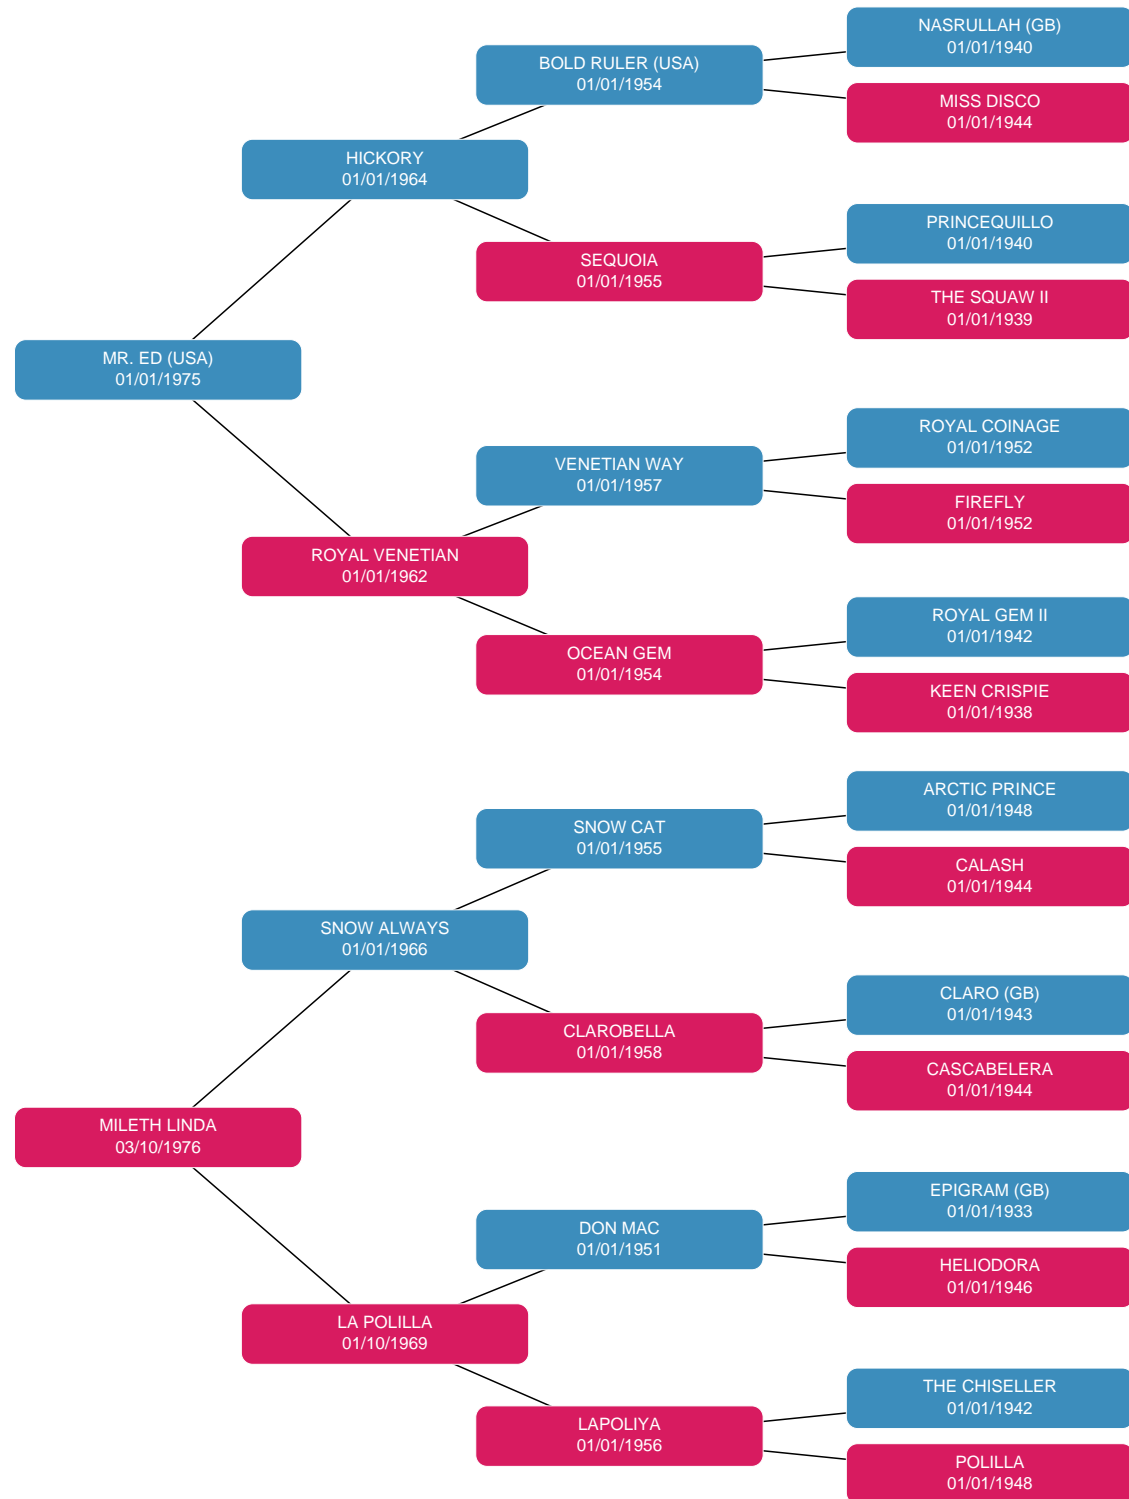 NASRULLAH (GB)
01/01/1940
BOLD RULER (USA)
01/01/1954
MISS DISCO
01/01/1944
HICKORY
01/01/1964
PRINCEQUILLO
01/01/1940
SEQUOIA
01/01/1955
THE SQUAW II
01/01/1939
MR. ED (USA)
01/01/1975
ROYAL COINAGE
01/01/1952
VENETIAN WAY
01/01/1957
FIREFLY
01/01/1952
ROYAL VENETIAN
01/01/1962
ROYAL GEM II
01/01/1942
OCEAN GEM
01/01/1954
KEEN CRISPIE
01/01/1938
ARCTIC PRINCE
01/01/1948
SNOW CAT
01/01/1955
CALASH
01/01/1944
SNOW ALWAYS
01/01/1966
CLARO (GB)
01/01/1943
CLAROBELLA
01/01/1958
CASCABELERA
01/01/1944
MILETH LINDA
03/10/1976
EPIGRAM (GB)
01/01/1933
DON MAC
01/01/1951
HELIODORA
01/01/1946
LA POLILLA
01/10/1969
THE CHISELLER
01/01/1942
LAPOLIYA
01/01/1956
POLILLA
01/01/1948